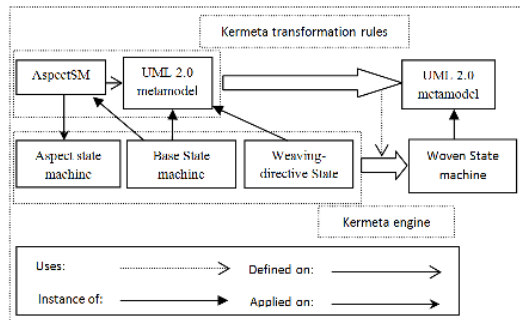 Kermeta transformation rules
AspectSM
UML 2.0
metamodel
UML 2.0
metamodel
Aspect state
machine
Base State
machine
Weaving-
directive State
Woven State
machine
Kermeta engine
Uses:
Defined on:
Instance of:
Applied on: